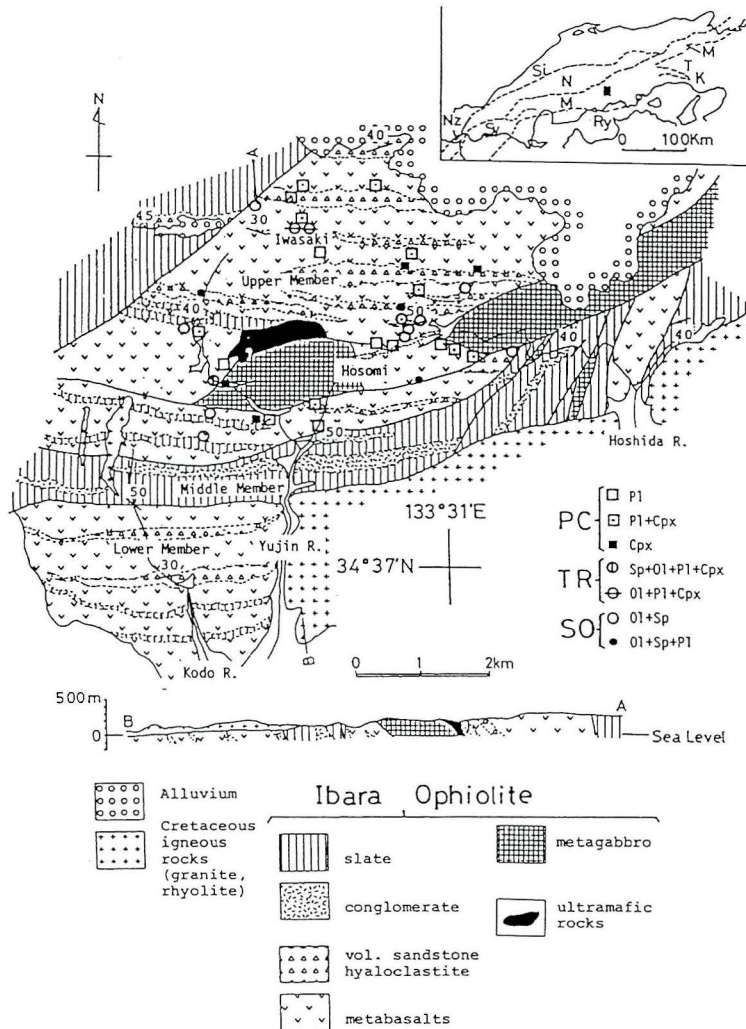 M
Si
T
N
K
M
Nz
Sv
Ry
0 100Km
N
A
40
45
30
Iwasaki
Upper Member
40
50
40
40
Hosomi
50
Hoshida R.
50
Middle Member
133°31'E
Lower Member
Yujin R.
30
34°37'N
B
Kodo R.
0 1 2km
PC
Pl
Pl+Cpx
Cpx
TR
Sp+Ol+Pl+Cpx
Ol+Pl+Cpx
SO
Ol+Sp
Ol+Sp+Pl
500m
B
A
0
Sea Level
Alluvium
Cretaceous
igneous
rocks
(granite,
rhyolite)
Ibara Ophiolite
slate
metagabbro
conglomerate
ultramafic
rocks
vol. sandstone
hyaloclastite
metabasalts